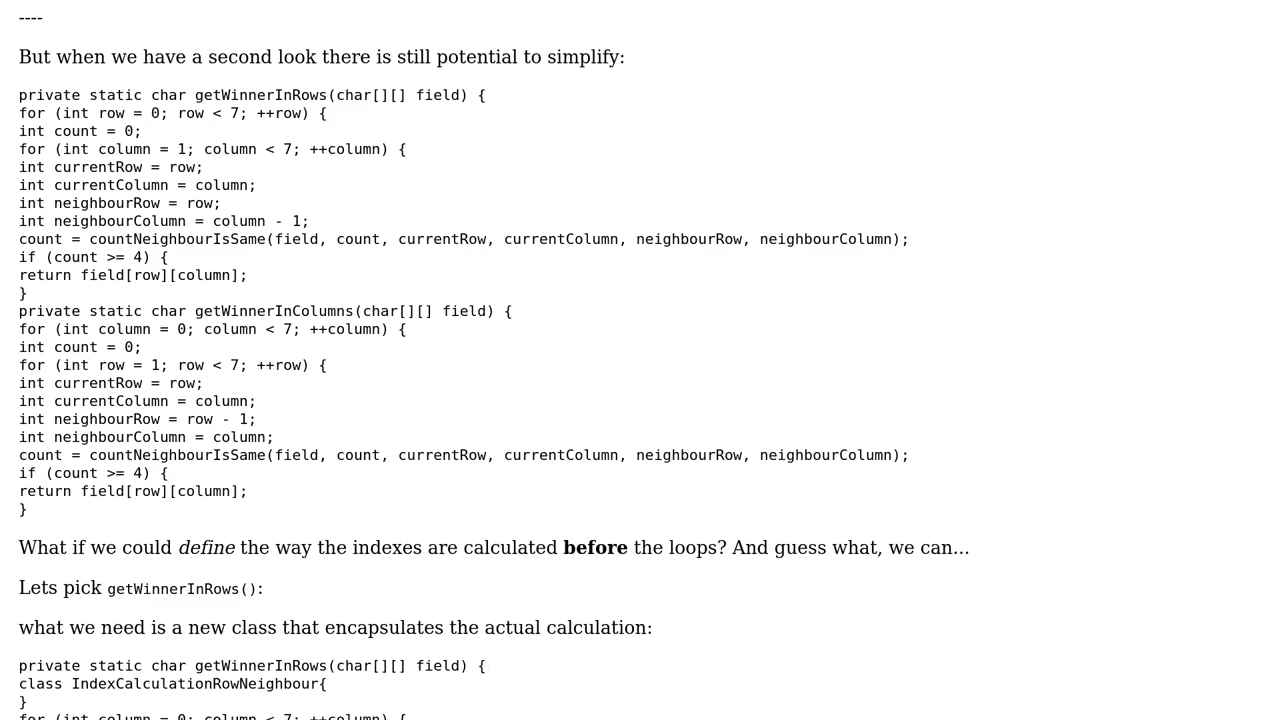 ----
But when we have a second look there is still potential to simplify:
private static char getWinnerInRows(char[][] field) {
for (int row = 0; row < 7; ++row) {
int count = 0;
for (int column = 1; column < 7; ++column) {
int currentRow = row;
int currentColumn = column;
int neighbourRow = row;
int neighbourColumn = column - 1;
count = countNeighbourIsSame(field, count, currentRow, currentColumn, neighbourRow, neighbourColumn);
if (count >= 4) {
return field[row][column];
}
private static char getWinnerInColumns(char[][] field) {
for (int column = 0; column < 7; ++column) {
int count = 0;
for (int row = 1; row < 7; ++row) {
int currentRow = row;
int currentColumn = column;
int neighbourRow = row - 1;
int neighbourColumn = column;
count = countNeighbourIsSame(field, count, currentRow, currentColumn, neighbourRow, neighbourColumn);
if (count >= 4) {
return field[row][column];
}
What if we could define the way the indexes are calculated before the loops? And guess what, we can...
Lets pick getWinnerInRows():
what we need is a new class that encapsulates the actual calculation:
private static char getWinnerInRows(char[][] field) {
class IndexCalculationRowNeighbour{
}
for (int column = 0; column < 7; ++column) {